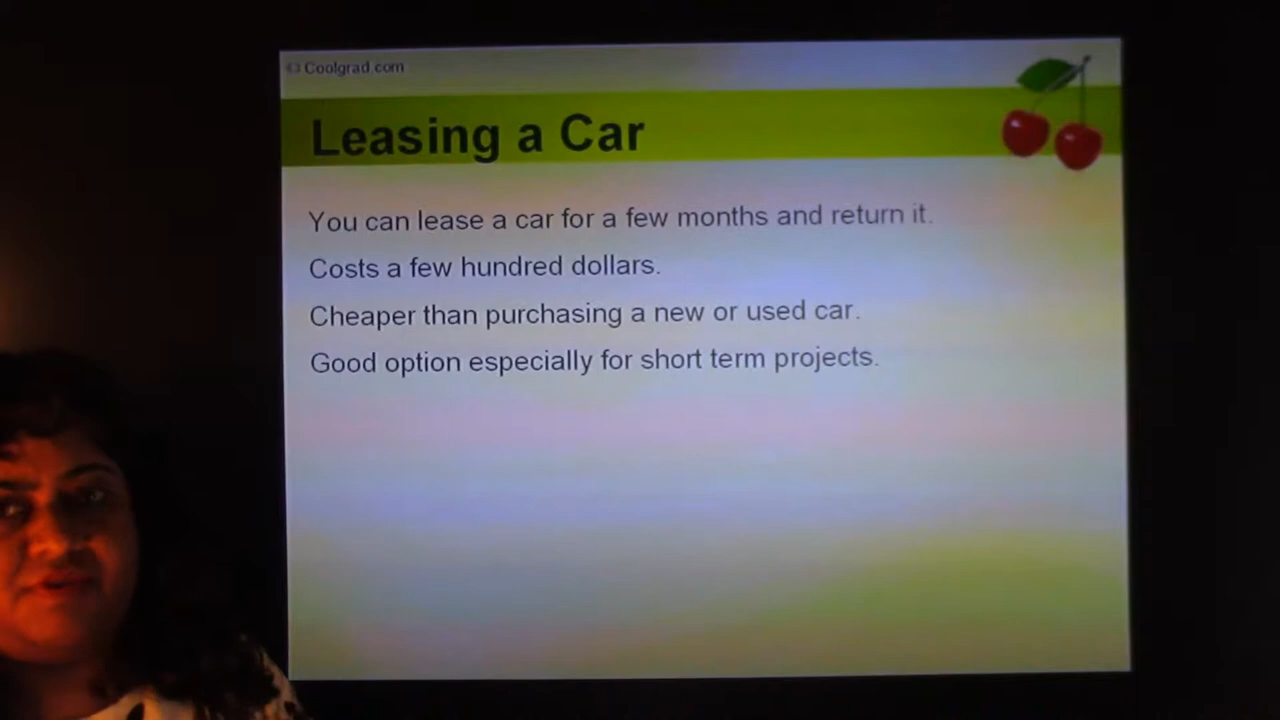 © Coolgrad.com
Leasing a Car
You can lease a car for a few months and return it.
Costs a few hundred dollars.
Cheaper than purchasing a new or used car.
Good option especially for short term projects.